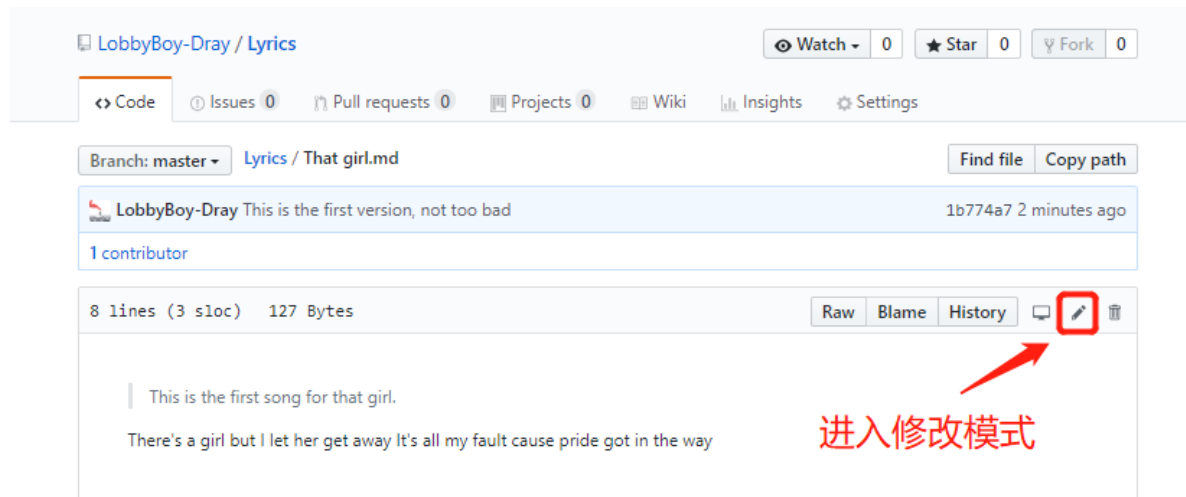 LobbyBoy-Dray / Lyrics
Watch 0 Star 0 Fork 0
Code Issues 0 Pull requests 0 Projects 0 Wiki Insights Settings
Branch: master Lyrics / That girl.md Find file Copy path
LobbyBoy-Dray This is the first version, not too bad 1b774a7 2 minutes ago
1 contributor
8 lines (3 sloc) 127 Bytes Raw Blame History
This is the first song for that girl.
There's a girl but I let her get away It's all my fault cause pride got in the way
进入修改模式